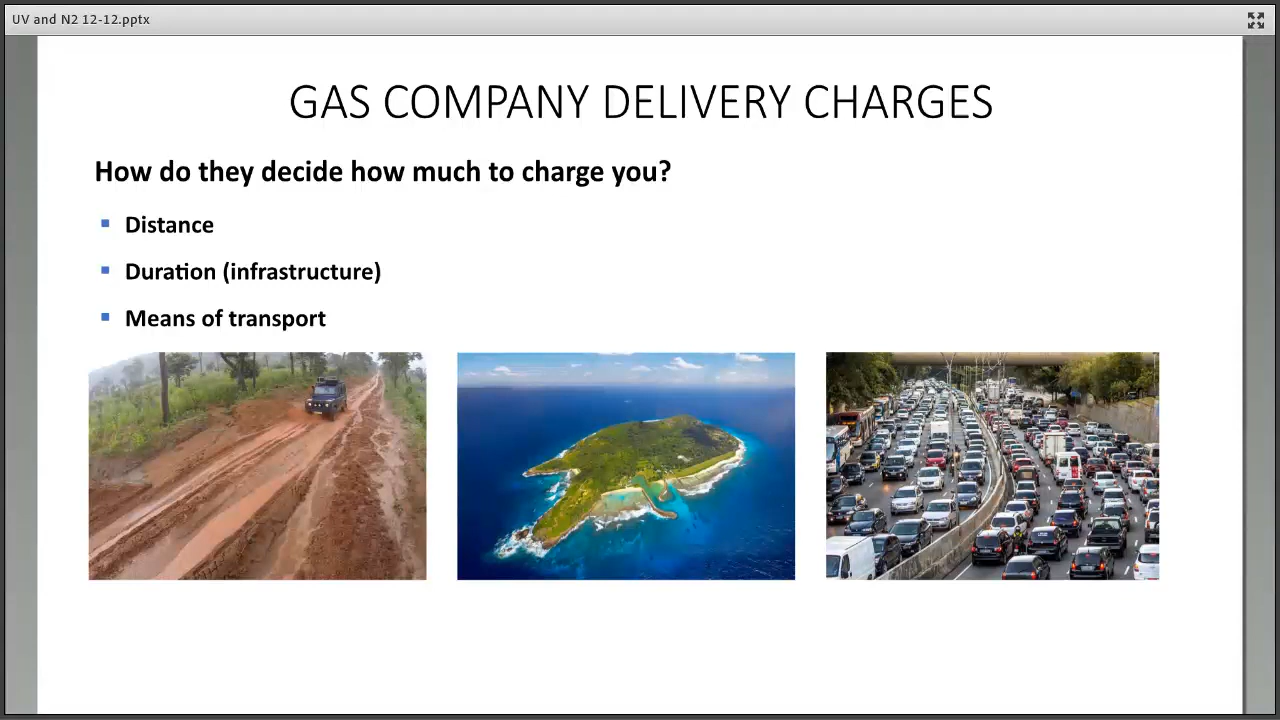 UV and N2 12-12.pptx
GAS COMPANY DELIVERY CHARGES
How do they decide how much to charge you?
Distance
Duration (infrastructure)
Means of transport